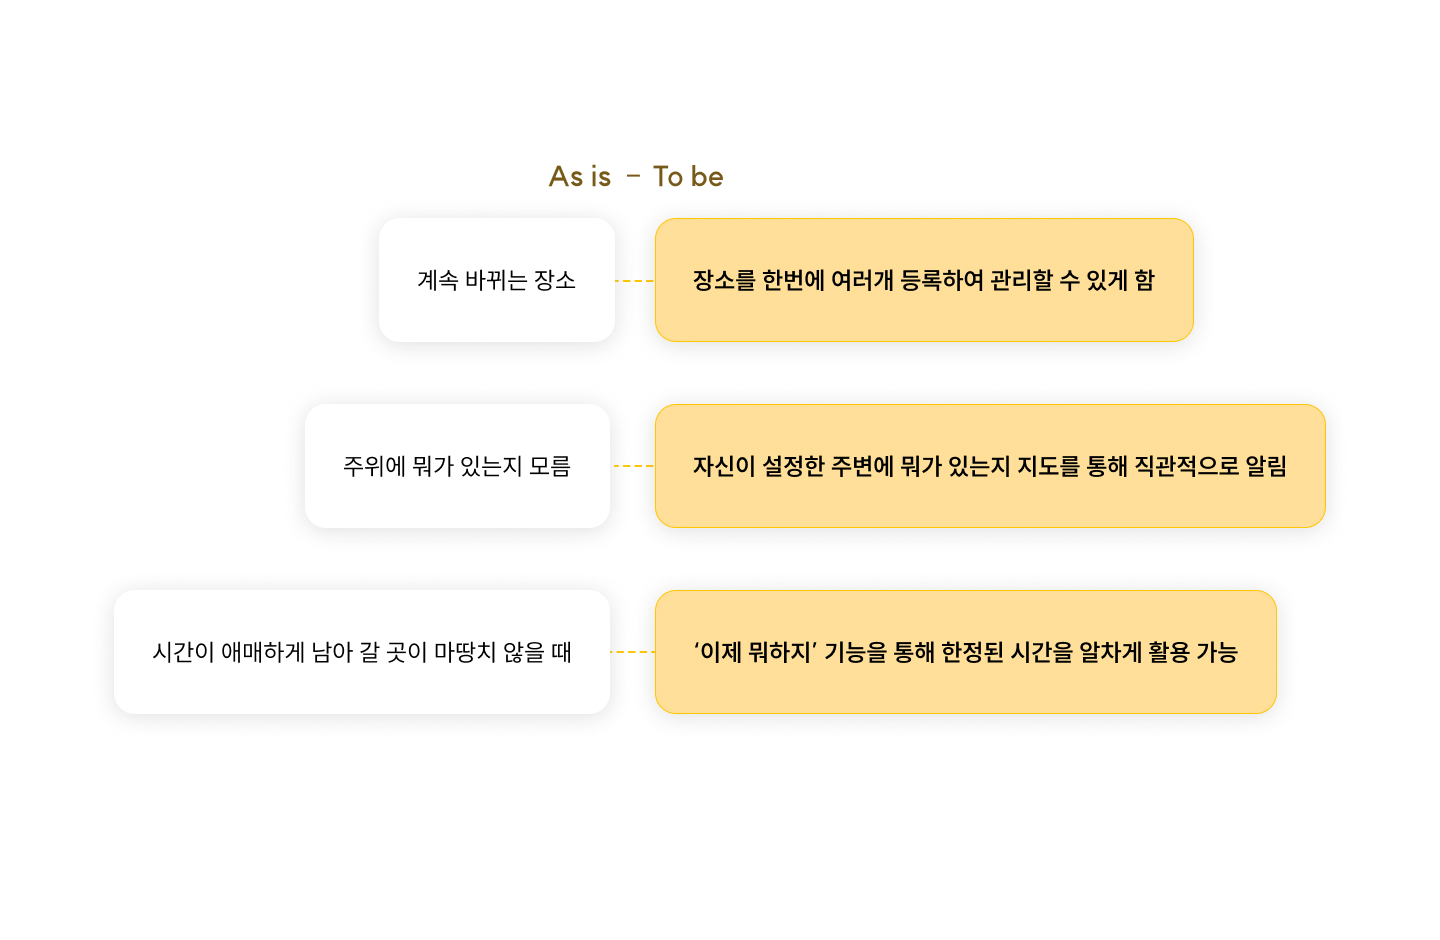 As is - To be
계속 바뀌는 장소
장소를 한번에 여러개 등록하여 관리할 수 있게 함
주위에 뭐가 있는지 모름
자신이 설정한 주변에 뭐가 있는지 지도를 통해 직관적으로 알림
시간이 애매하게 남아 갈 곳이 마땅치 않을 때
‘이제 뭐하지’ 기능을 통해 한정된 시간을 알차게 활용 가능